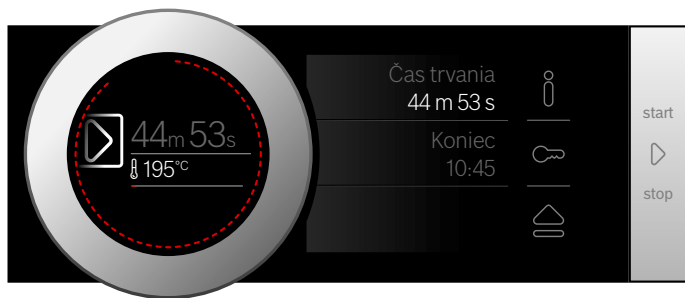 44m 53s
195°C
Čas trvania
44 m 53 s
Koniec
10:45
start
stop